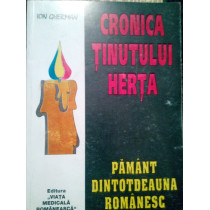 ION GHERMAN
CRONICA
ȚINUTULUI
HERȚA
PĂMÂNT
DINTOTDEAUNA
ROMÂNESC
Editura
„VIAȚA
MEDICALĂ
ROMÂNEASCĂ"